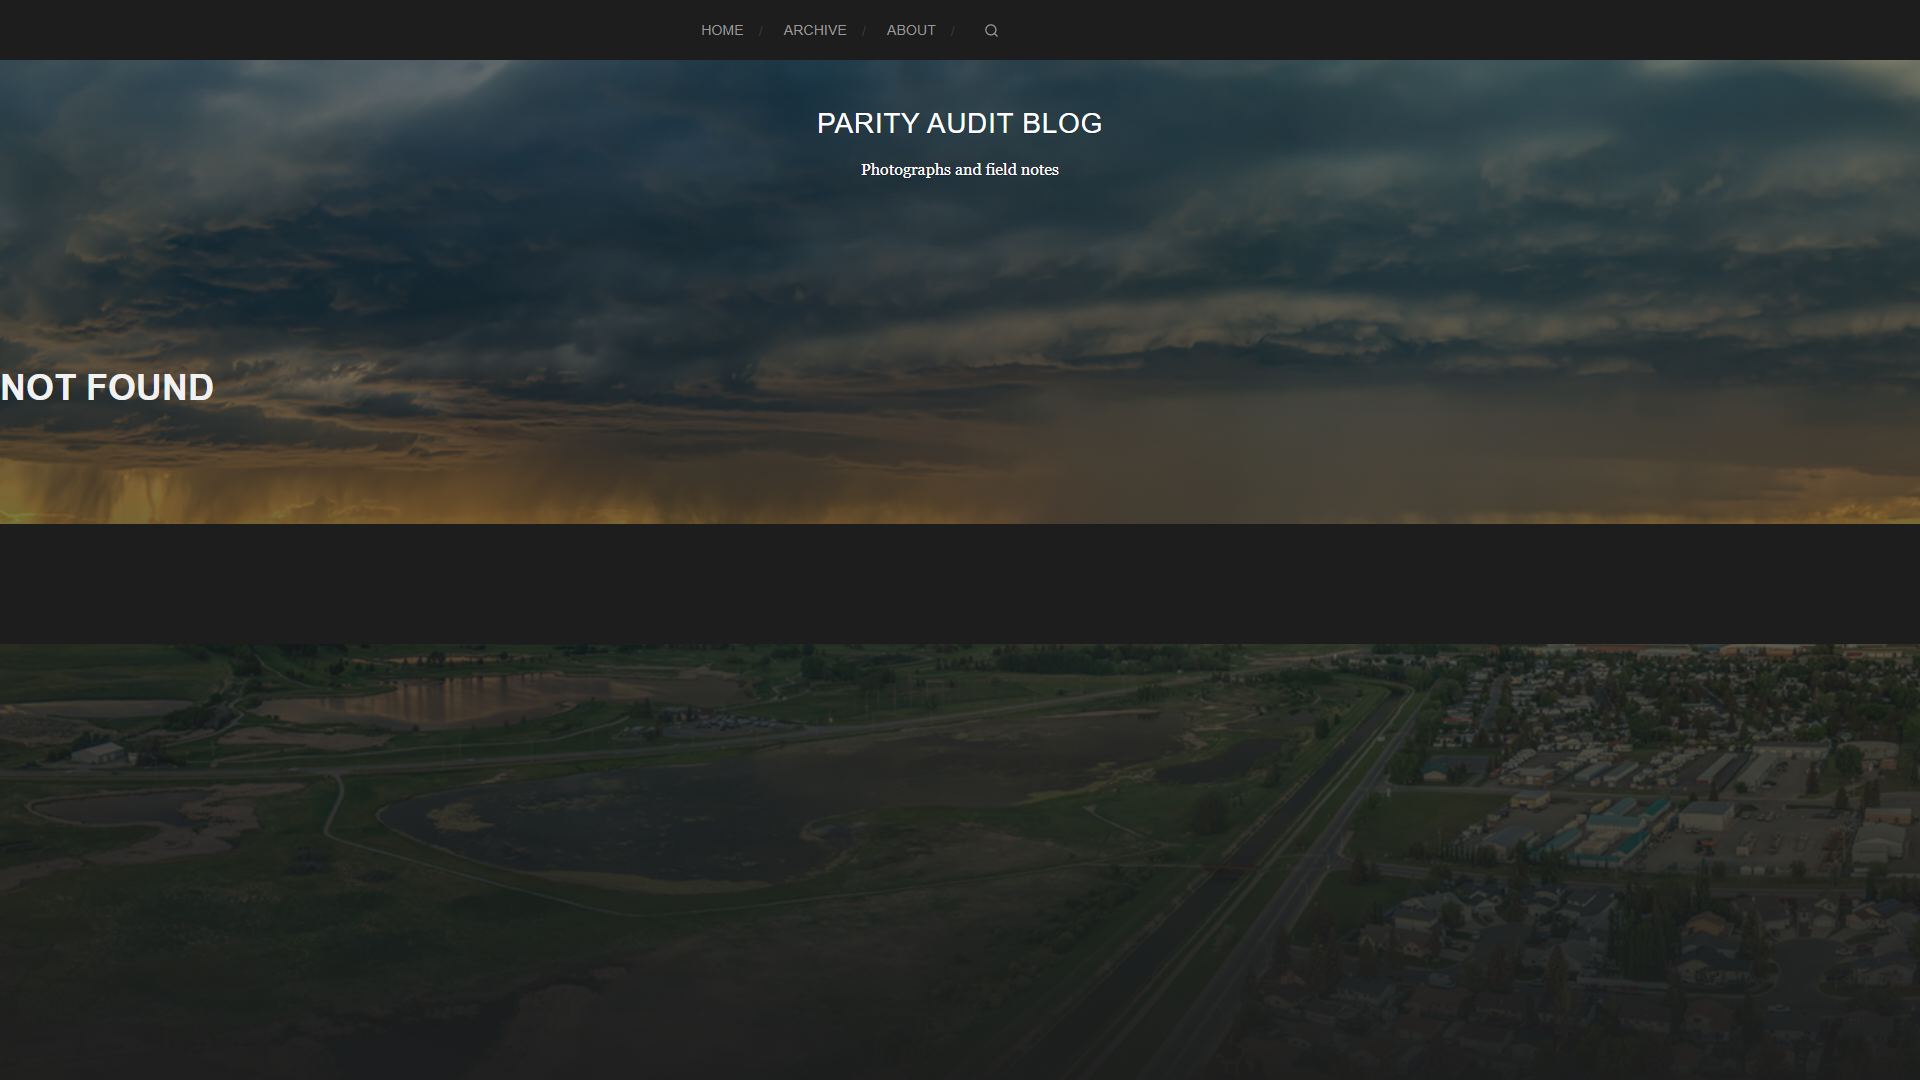 HOME / ARCHIVE / ABOUT /
PARITY AUDIT BLOG
Photographs and field notes
NOT FOUND